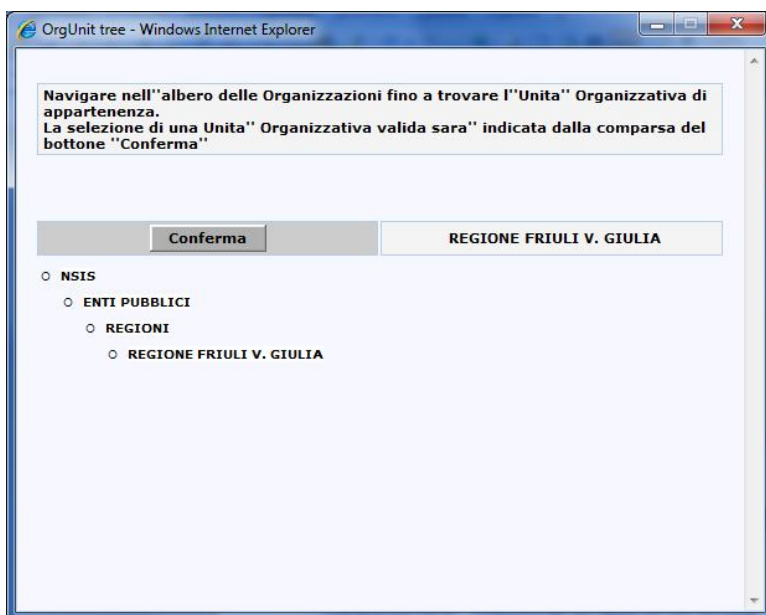 OrgUnit tree - Windows Internet Explorer
Navigare nell''albero delle Organizzazioni fino a trovare l''Unita'' Organizzativa di
appartenenza.
La selezione di una Unita'' Organizzativa valida sara'' indicata dalla comparsa del
bottone ''Conferma''
Conferma
REGIONE FRIULI V. GIULIA
NSIS
ENTI PUBBLICI
REGIONI
REGIONE FRIULI V. GIULIA